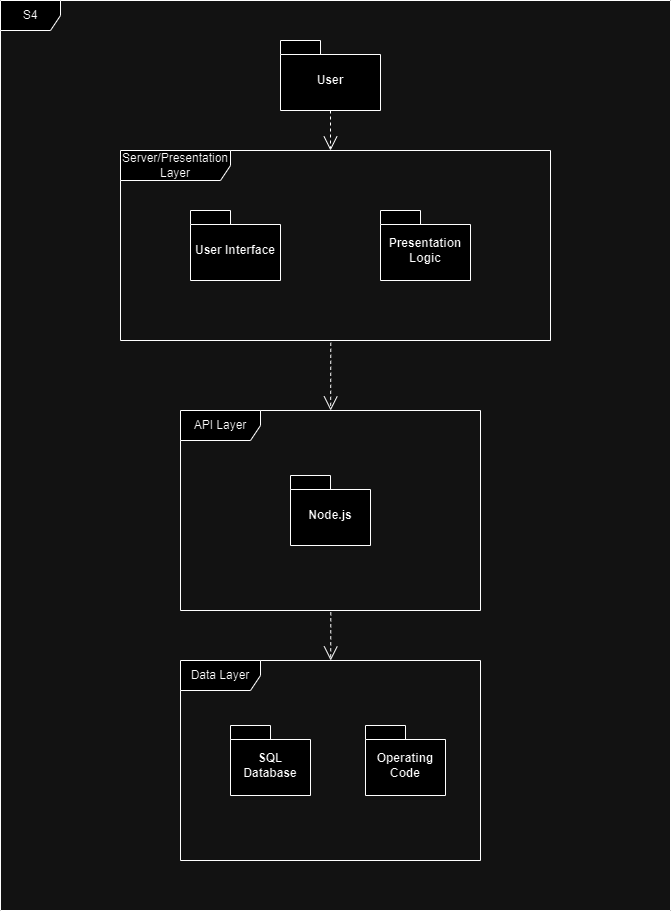 S4
User
Server/Presentation
Layer
User Interface
Presentation
Logic
API Layer
Node.js
Data Layer
SQL
Database
Operating
Code